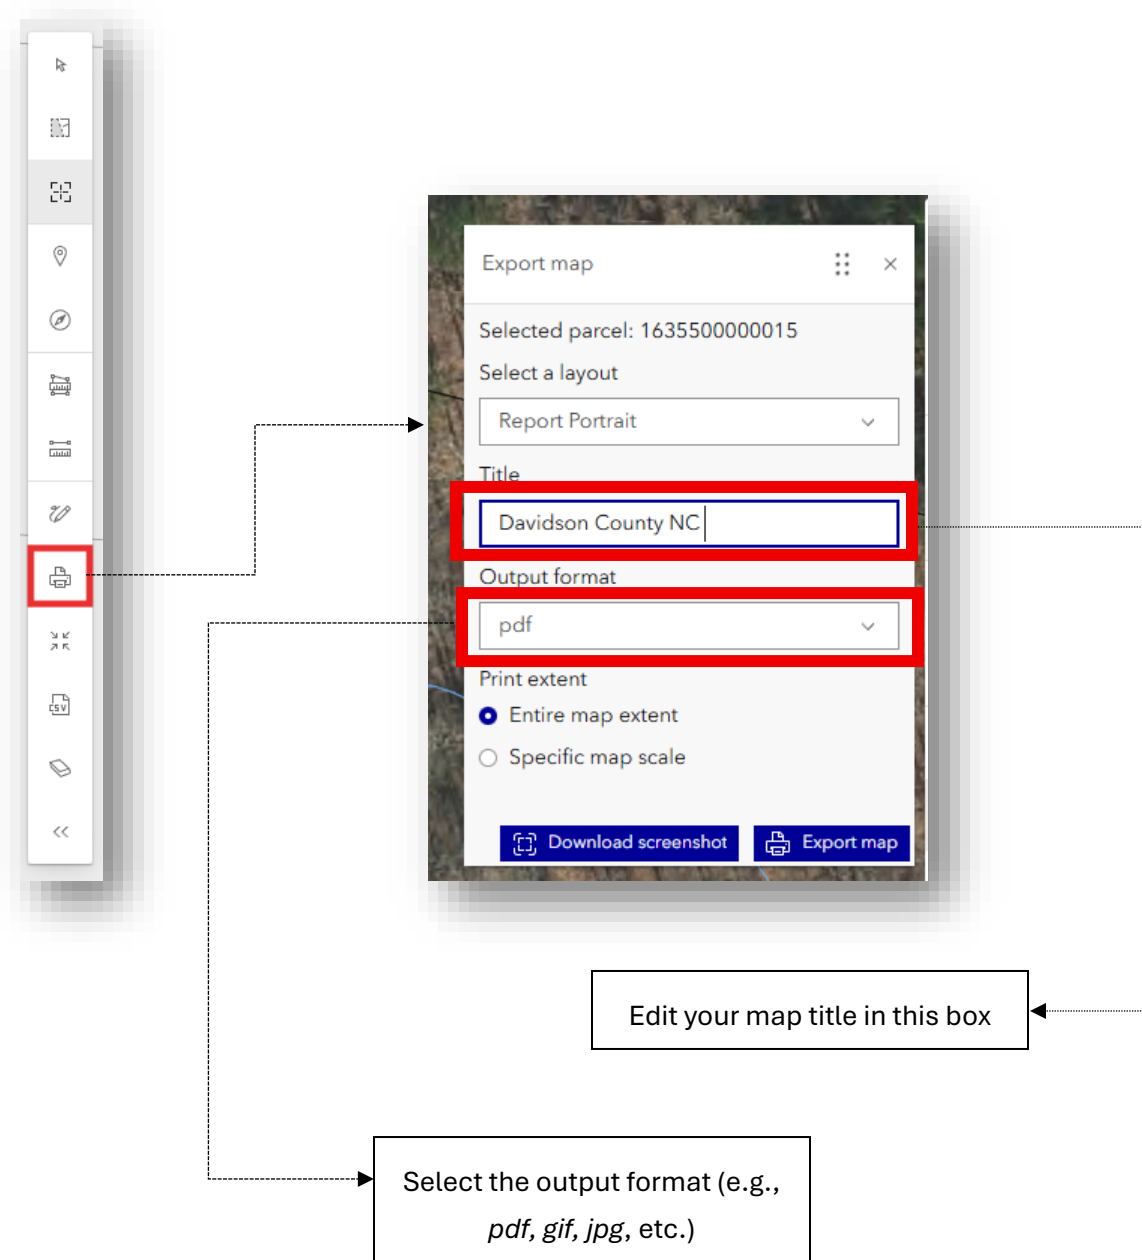 Export map
Selected parcel: 1635500000015
Select a layout
Report Portrait
Title
Davidson County NC
Output format
pdf
Print extent
Entire map extent
Specific map scale
Download screenshot
Export map
CSV
Edit your map title in this box
Select the output format (e.g.,
pdf, gif, jpg, etc.)